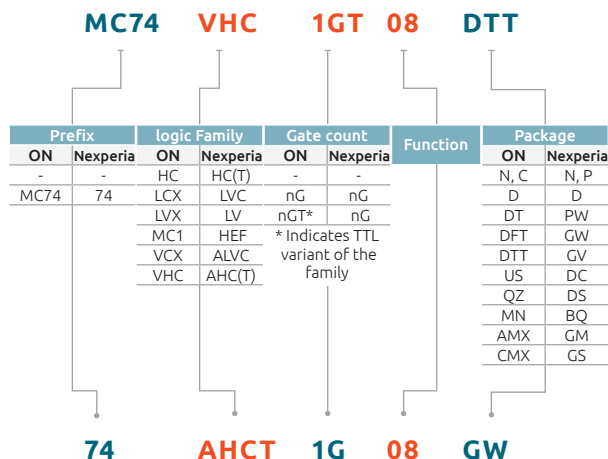 MC74 VHC 1GT 08 DTT
Prefix logic Family Gate count Function Package
ON Nexperia ON Nexperia ON Nexperia ON Nexperia
- - HC HC(T) - - N, C N, P
MC74 74 LCX LVC nG nG D D
LVX LV nGT* nG DT PW
MC1 HEF * Indicates TTL DFT GW
VCX ALVC variant of the DTT GV
VHC AHC(T) family US DC
QZ DS
MN BQ
AMX GM
CMX GS
74 AHCT 1G 08 GW